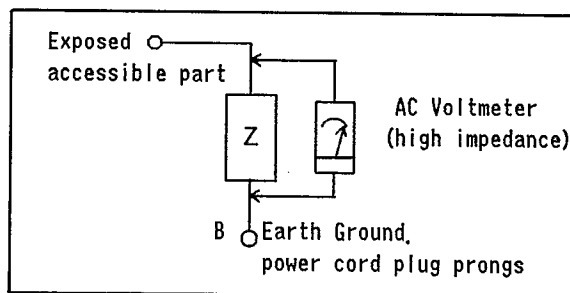 Exposed
accessible part
Z
AC Voltmeter
(high impedance)
B Earth Ground.
power cord plug prongs